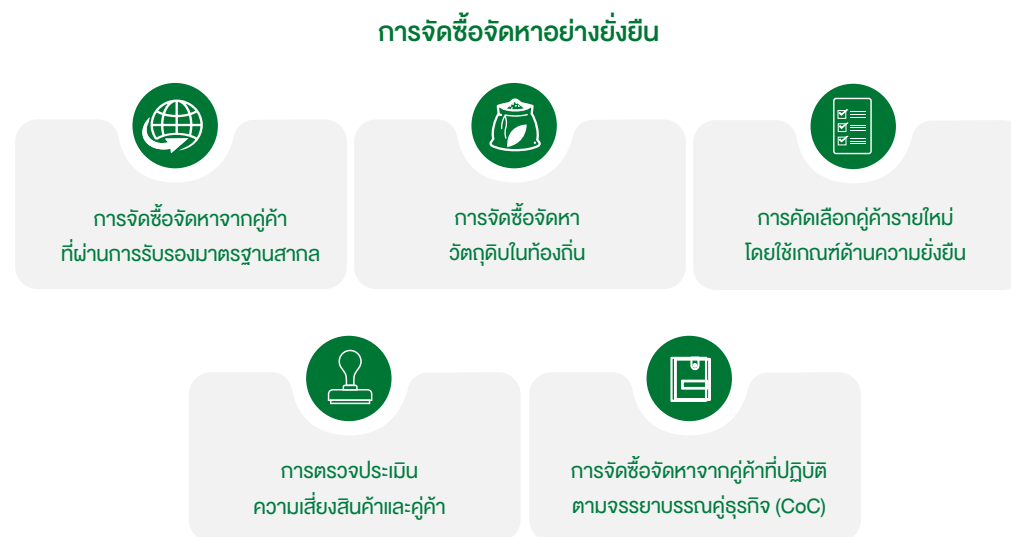 การจัดซื้อจัดหาอย่างยั่งยืน
การจัดซื้อจัดหาจากคู่ค้า
ที่ผ่านการรับรองมาตรฐานสากล
การจัดซื้อจัดหา
วัตถุดิบในท้องถิ่น
การคัดเลือกคู่ค้ารายใหม่
โดยใช้เกณฑ์ด้านความยั่งยืน
การตรวจประเมิน
ความเสี่ยงสินค้าและคู่ค้า
การจัดซื้อจัดหาจากคู่ค้าที่ปฏิบัติ
ตามจรรยาบรรณคู่ธุรกิจ (CoC)